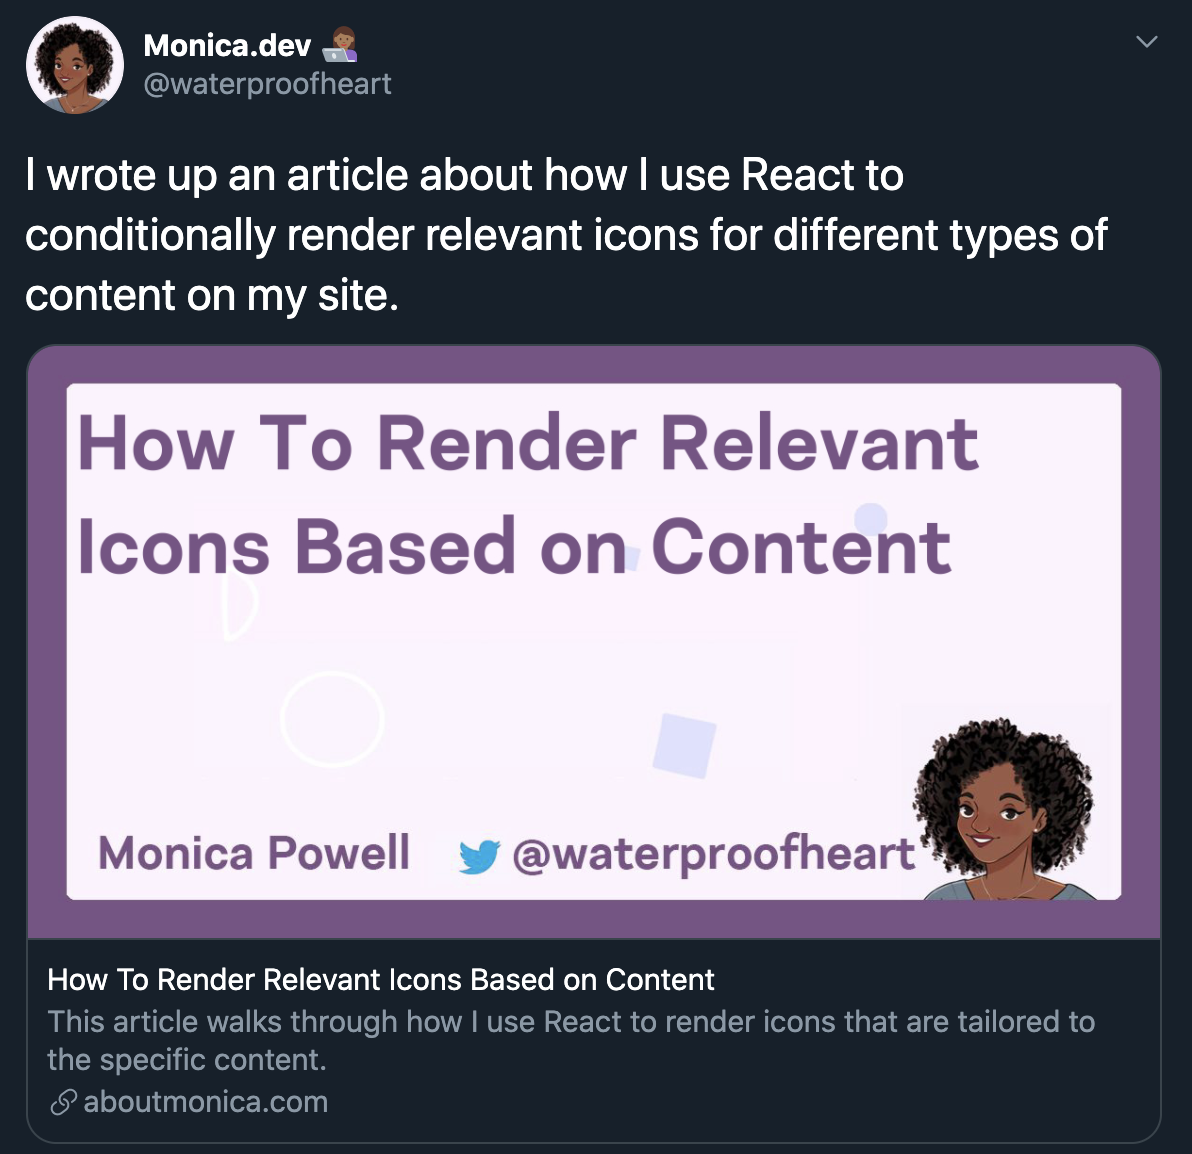 Monica.dev 👩🏽‍💻
@waterproofheart
I wrote up an article about how I use React to
conditionally render relevant icons for different types of
content on my site.
How To Render Relevant
Icons Based on Content
Monica Powell @waterproofheart
How To Render Relevant Icons Based on Content
This article walks through how I use React to render icons that are tailored to
the specific content.
aboutmonica.com